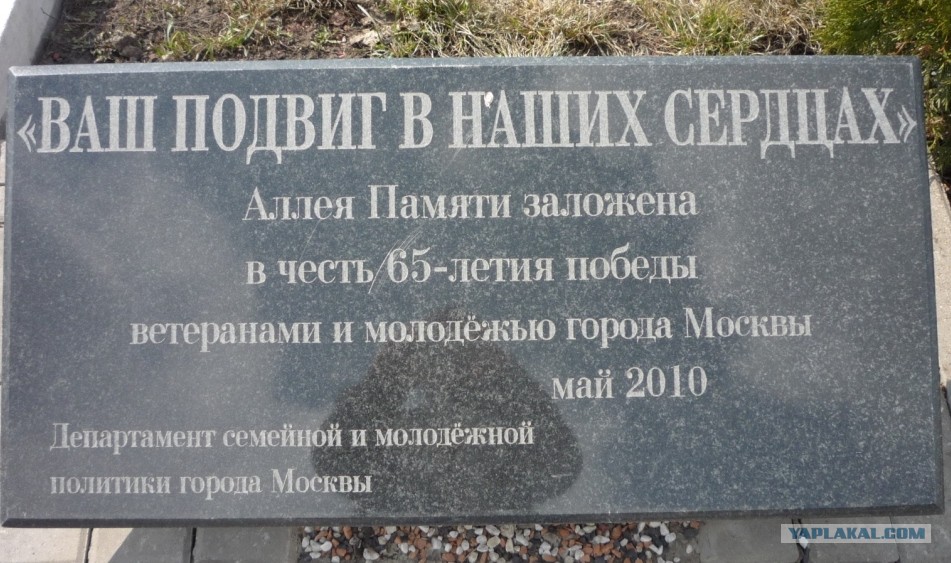 «ВАШ ПОДВИГ В НАШИХ СЕРДЦАХ»
Аллея Памяти заложена
в честь 65-летия победы
ветеранами и молодёжью города Москвы
май 2010
Департамент семейной и молодёжной
политики города Москвы
YAPLAKAL.COM